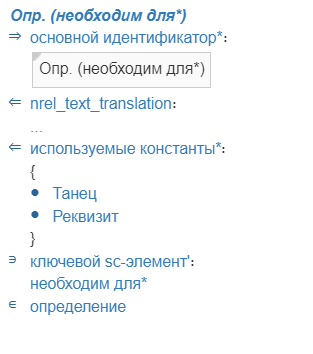 Опр. (необходим для*)
⇒ основной идентификатор*:
Опр. (необходим для*)
⇐ nrel_text_translation:
...
⇐ используемые константы*:
{
• Танец
• Реквизит
}
∍ ключевой sc-элемент':
необходим для*
∊ определение